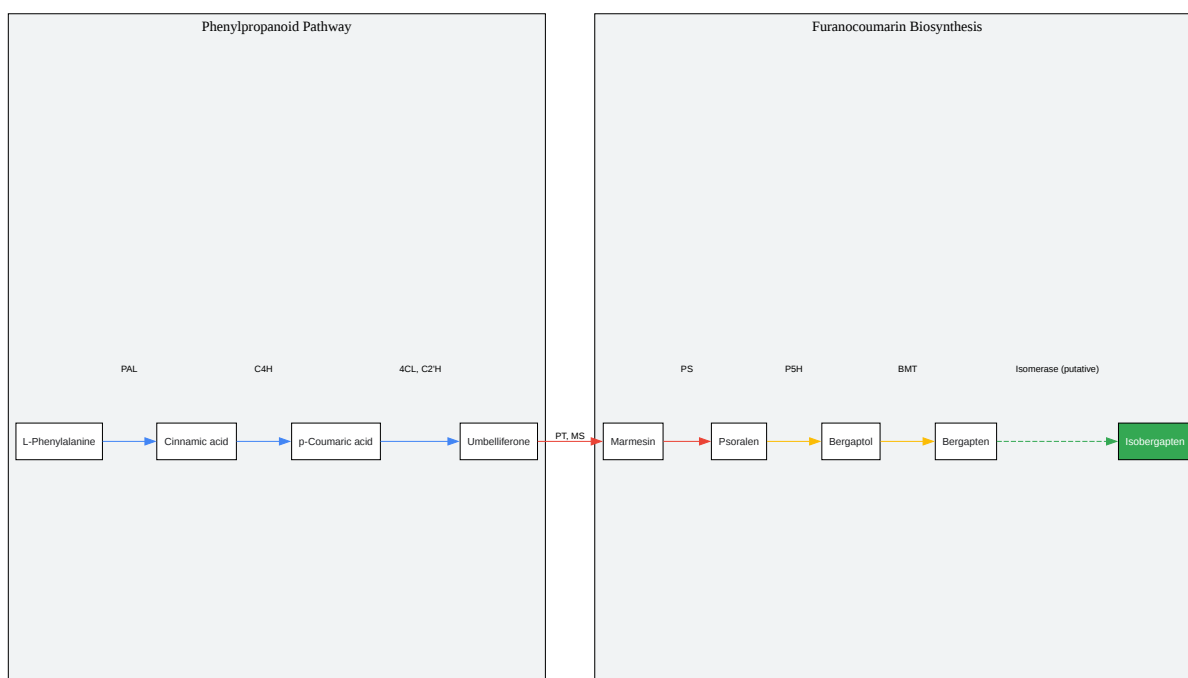 Phenylpropanoid Pathway
Furanocoumarin Biosynthesis
PAL
C4H
4CL, C2'H
PS
P5H
BMT
Isomerase (putative)
L-Phenylalanine
Cinnamic acid
p-Coumaric acid
Umbelliferone
PT, MS
Marmesin
Psoralen
Bergaptol
Bergapten
Isobergapten